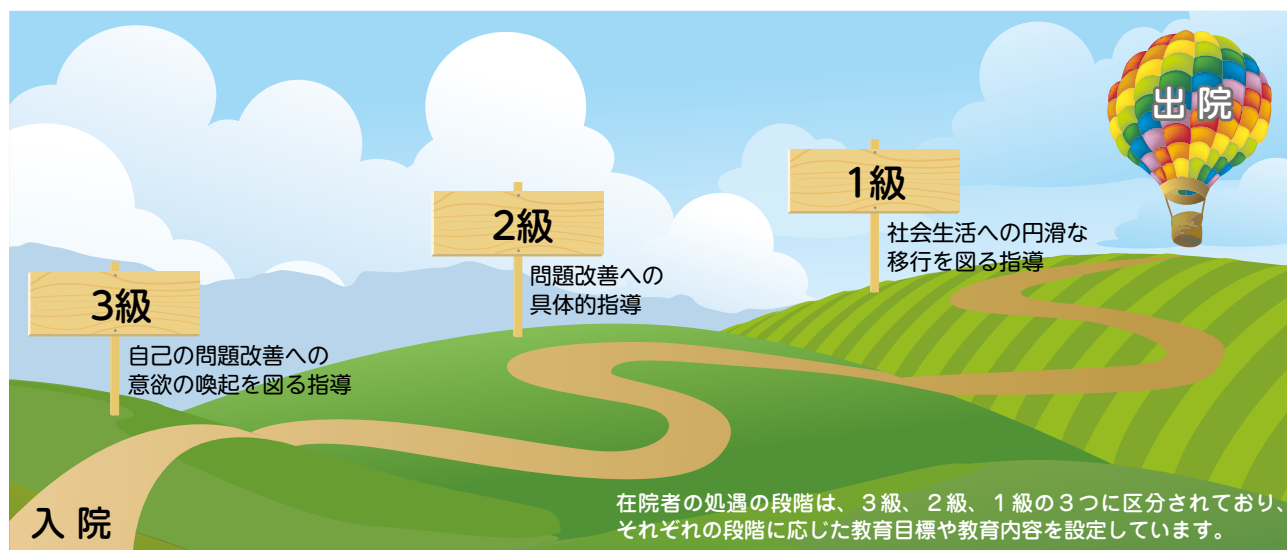 出院
1級
社会生活への円滑な
移行を図る指導
2級
問題改善への
具体的指導
3級
自己の問題改善への
意欲の喚起を図る指導
入院
在院者の処遇の段階は、3級、2級、1級の3つに区分されており、
それぞれの段階に応じた教育目標や教育内容を設定しています。